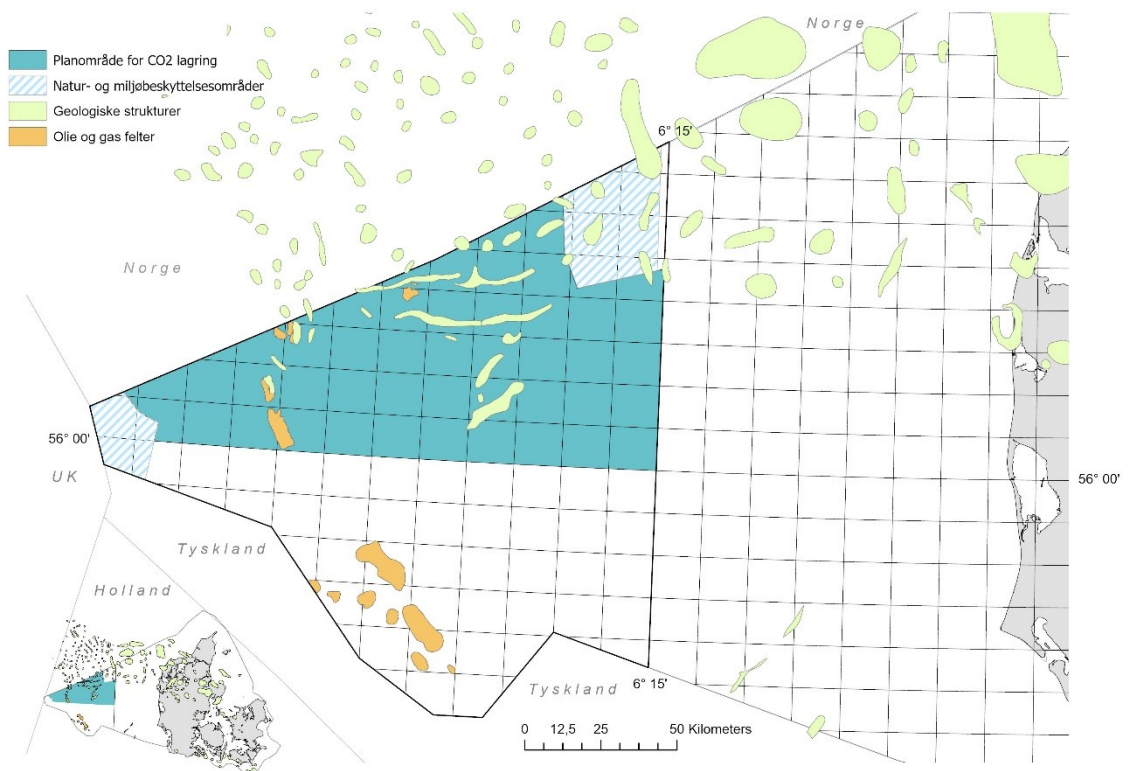 Norge
Planområde for CO2 lagring
Natur- og miljøbeskyttelsesområder
Geologiske strukturer
Olie og gas felter
6° 15'
Norge
56° 00'
UK
56° 00'
Tyskland
Holland
Tyskland
6° 15'
0 12,5 25 50 Kilometers